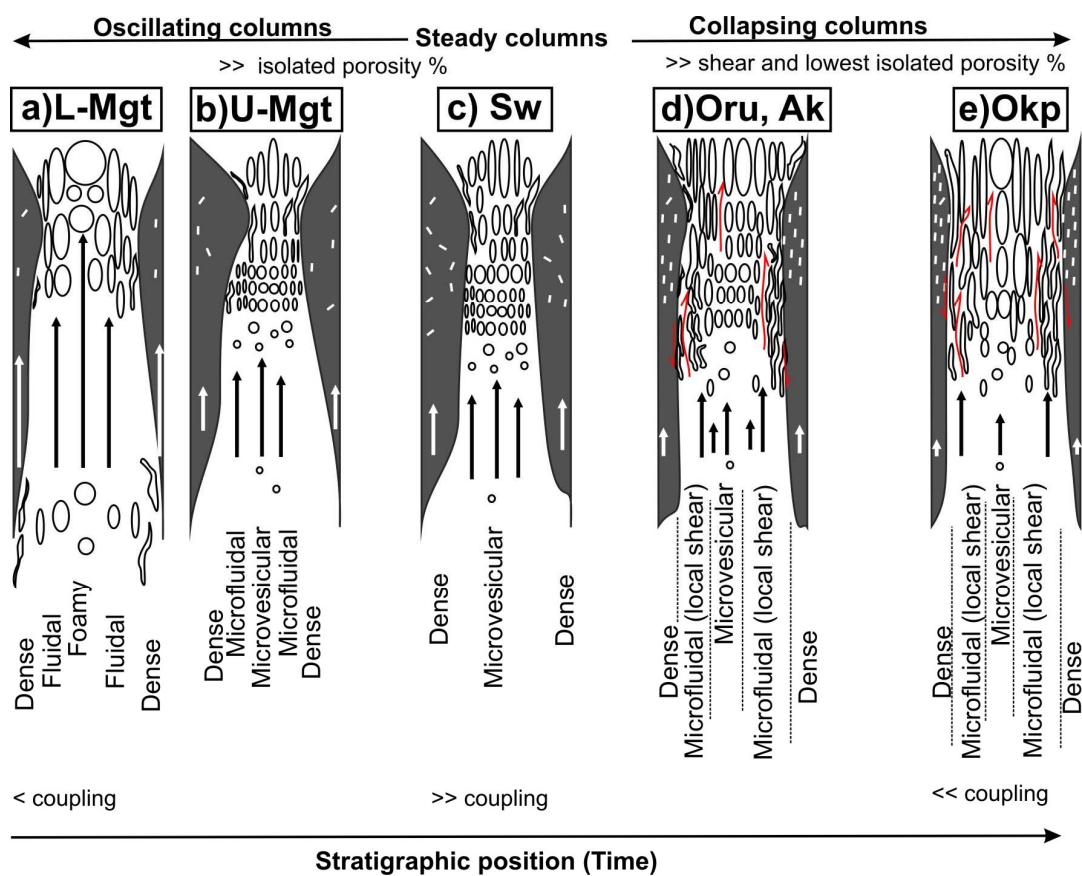 Oscillating columns
Steady columns
Collapsing columns
>> isolated porosity %
>> shear and lowest isolated porosity %
a)L-Mgt
b)U-Mgt
c) Sw
d)Oru, Ak
e)Okp
Dense
Fluidal
Foamy
Fluidal
Dense
Dense
Microfluidal
Microvesicular
Microfluidal
Dense
Dense
Microvesicular
Dense
Dense
Microfluidal (local shear)
Microvesicular
Microfluidal (local shear)
Dense
Dense
Microfluidal (local shear)
Microvesicular
Microfluidal (local shear)
Dense
< coupling
>> coupling
<< coupling
Stratigraphic position (Time)